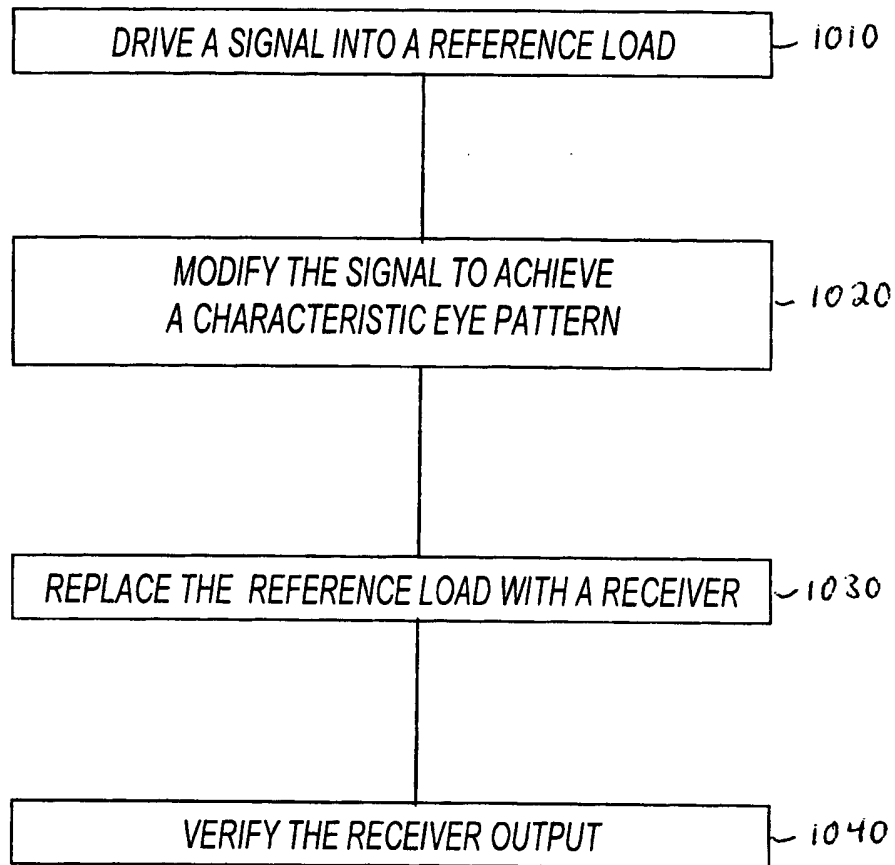 DRIVE A SIGNAL INTO A REFERENCE LOAD 1010
MODIFY THE SIGNAL TO ACHIEVE
A CHARACTERISTIC EYE PATTERN 1020
REPLACE THE REFERENCE LOAD WITH A RECEIVER 1030
VERIFY THE RECEIVER OUTPUT 1040